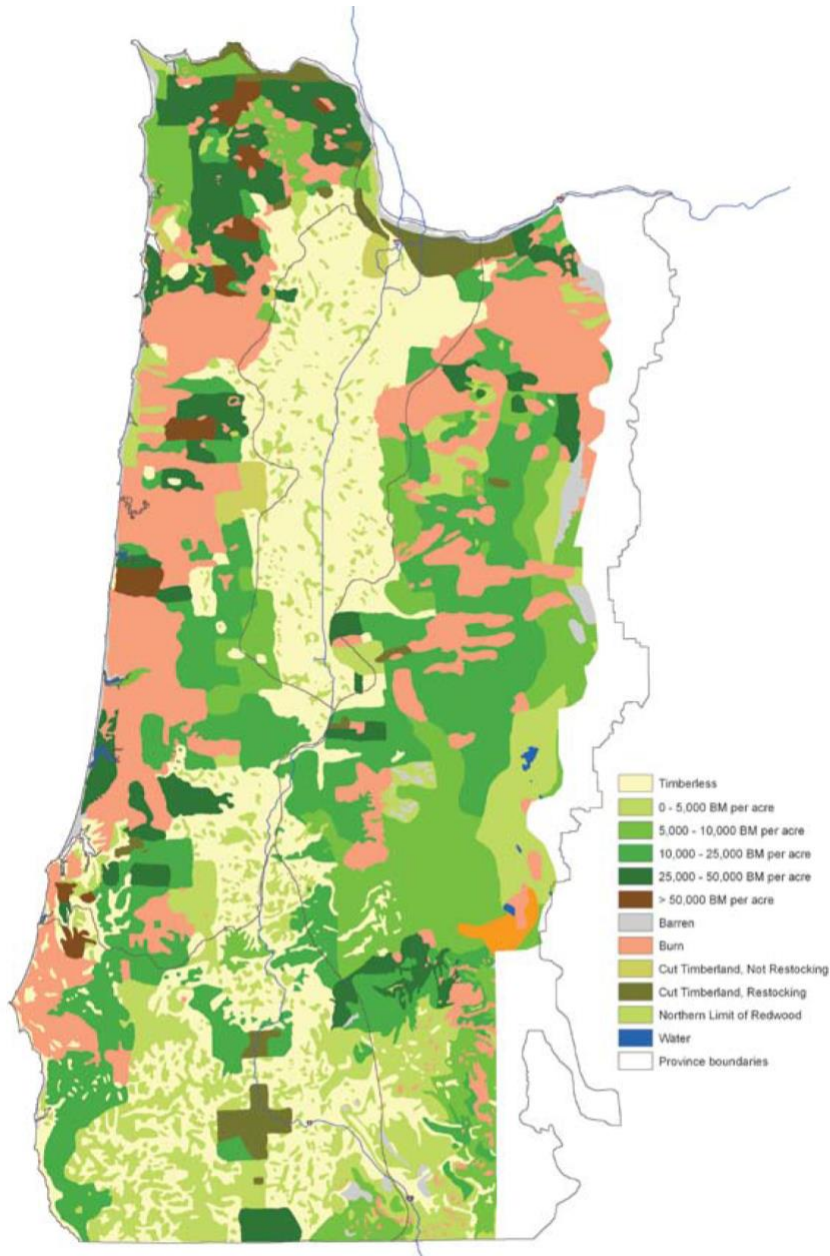 Timberless
0 - 5,000 BM per acre
5,000 - 10,000 BM per acre
10,000 - 25,000 BM per acre
25,000 - 50,000 BM per acre
> 50,000 BM per acre
Barren
Burn
Cut Timberland, Not Restocking
Cut Timberland, Restocking
Northern Limit of Redwood
Water
Province boundaries